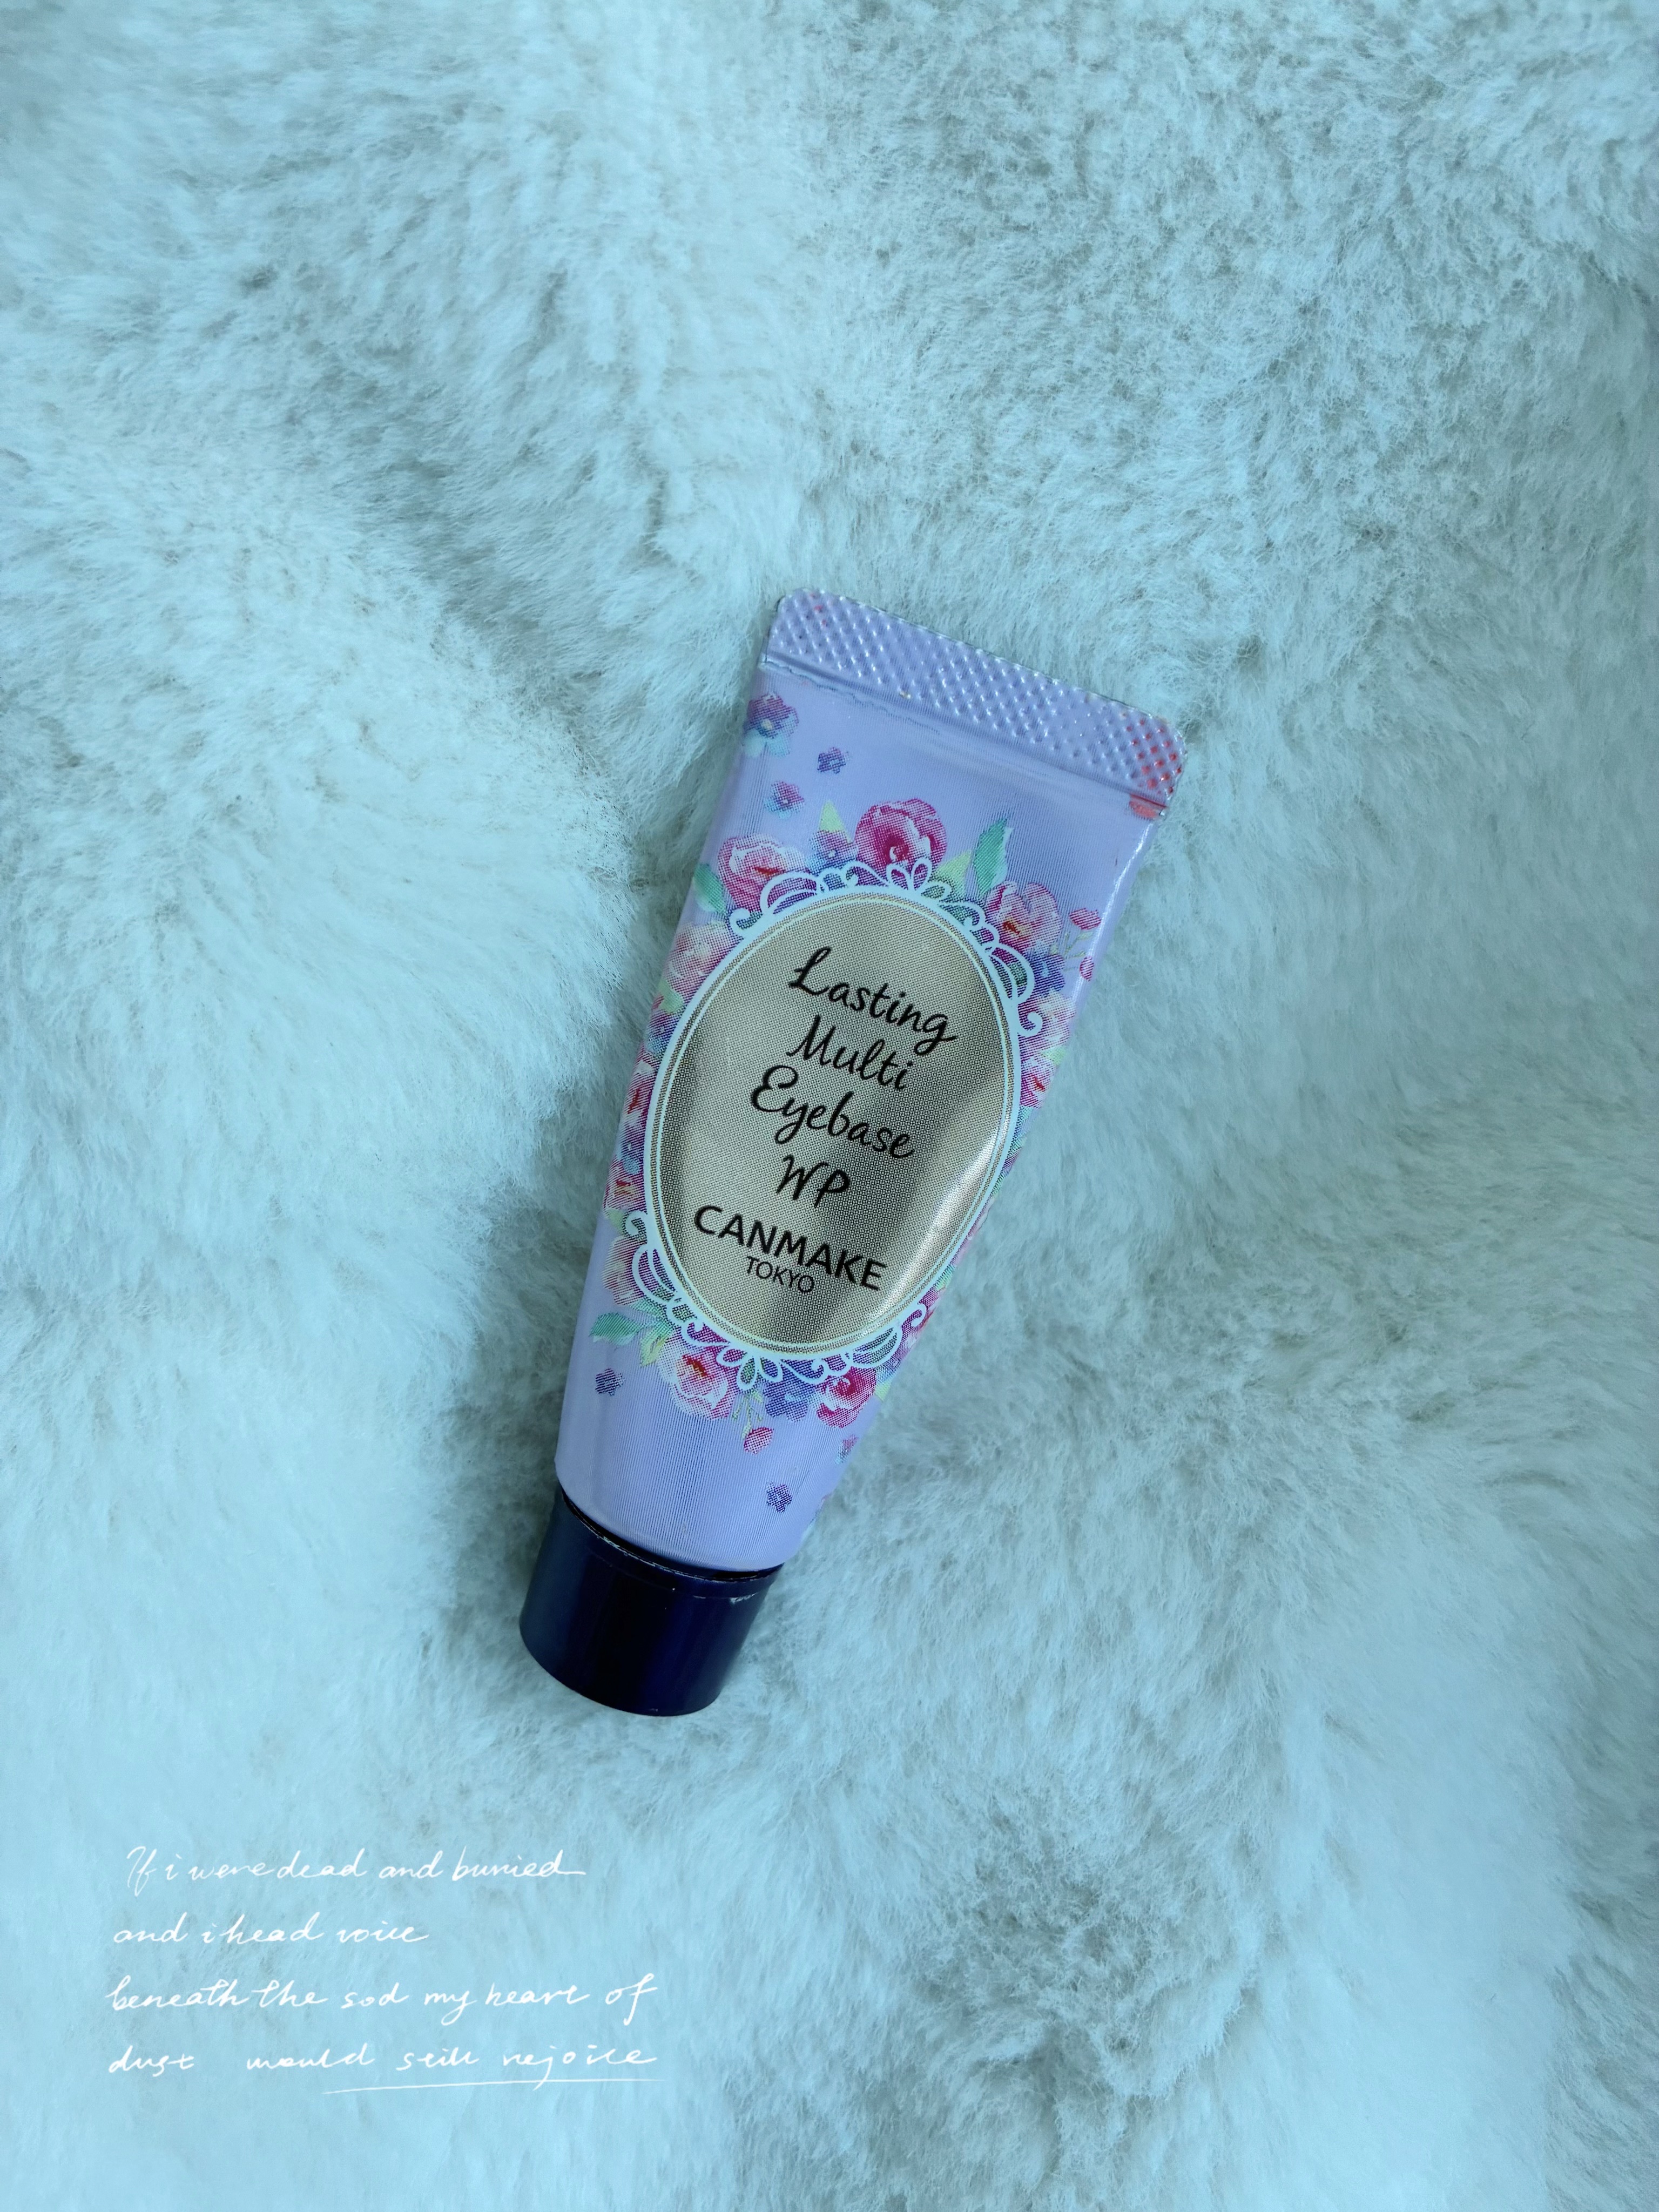 Lasting
Multi
Eyebase
WP
CANMAKE
TOKYO
If i were dead and buried
and i head voice
beneath the sod my heart of
dust would still rejoice